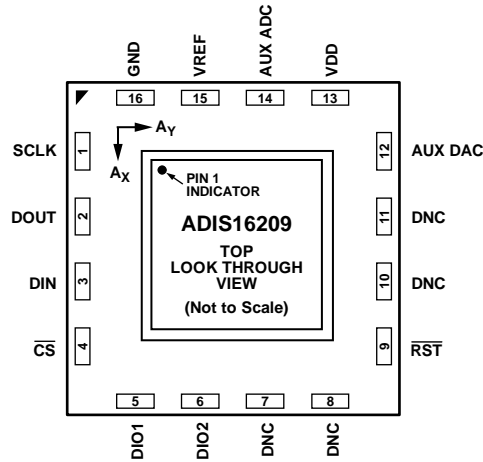 GND
VREF
AUX ADC
VDD
16
15
14
13
SCLK
1
AY
AX
12
AUX DAC
PIN 1
INDICATOR
DOUT
2
ADIS16209
11
DNC
TOP
LOOK THROUGH
VIEW
DIN
3
10
DNC
(Not to Scale)
CS
4
9
RST
5
6
7
8
DIO1
DIO2
DNC
DNC